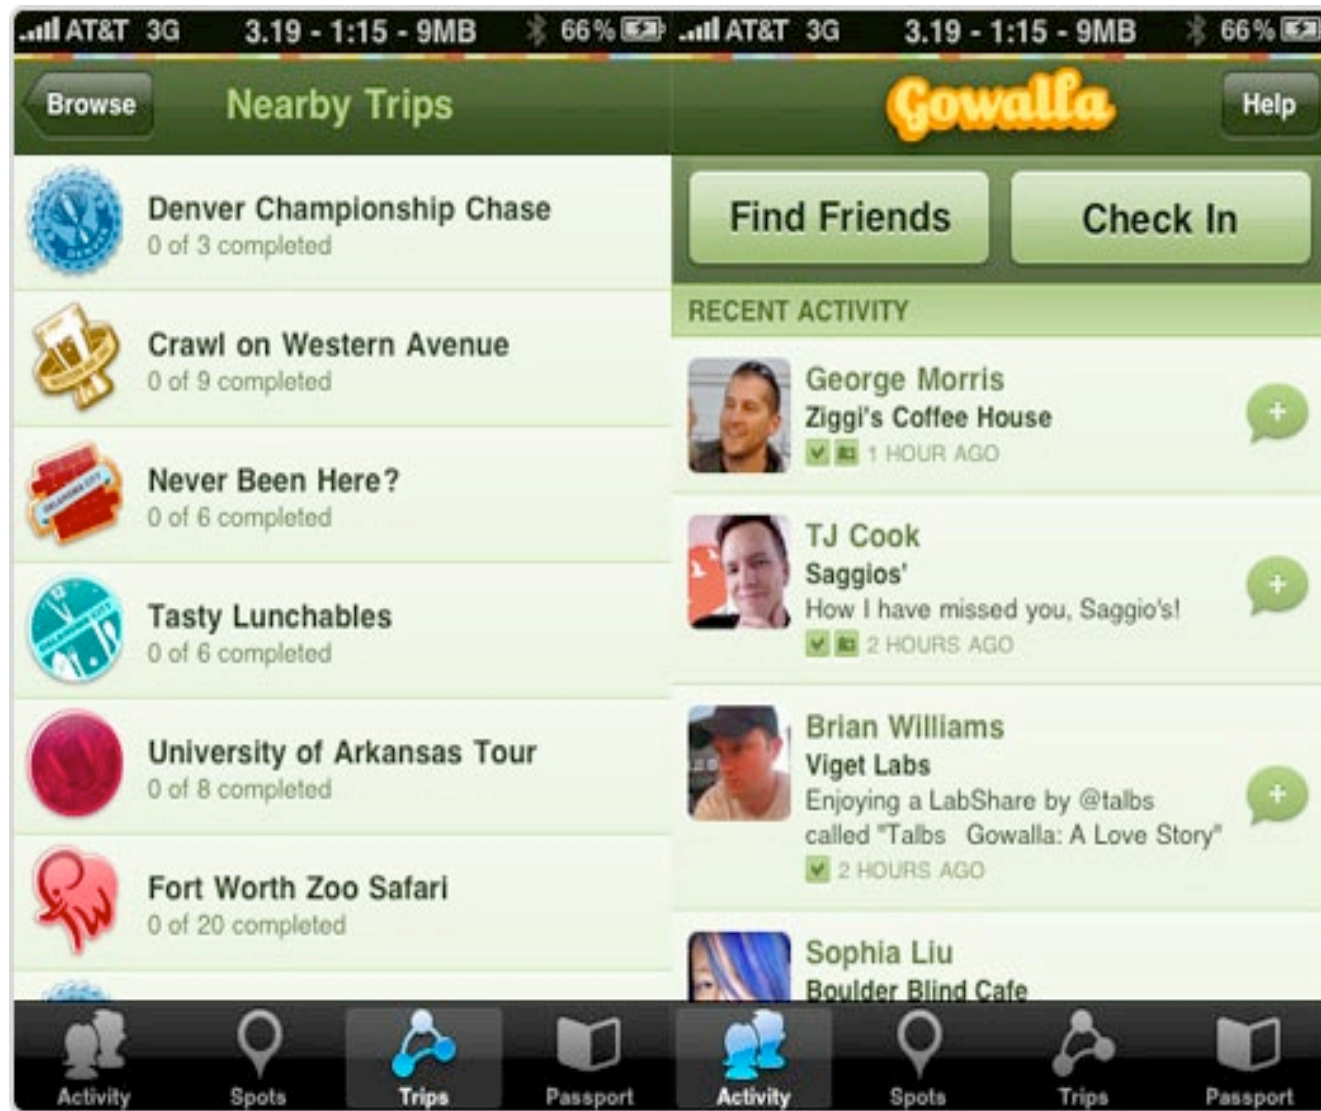 AT&T 3G 3.19 - 1:15 - 9MB 66%
Browse Nearby Trips
Denver Championship Chase
0 of 3 completed
Crawl on Western Avenue
0 of 9 completed
OKLAHOMA CITY
Never Been Here?
0 of 6 completed
Tasty Lunchables
0 of 6 completed
University of Arkansas Tour
0 of 8 completed
Fort Worth Zoo Safari
0 of 20 completed
Activity Spots Trips Passport
AT&T 3G 3.19 - 1:15 - 9MB 66%
Gowalla Help
Find Friends Check In
RECENT ACTIVITY
George Morris
Ziggi's Coffee House
1 HOUR AGO
TJ Cook
Saggios'
How I have missed you, Saggio's!
2 HOURS AGO
Brian Williams
Viget Labs
Enjoying a LabShare by @talbs
called "Talbs Gowalla: A Love Story"
2 HOURS AGO
Sophia Liu
Boulder Blind Cafe
Activity Spots Trips Passport